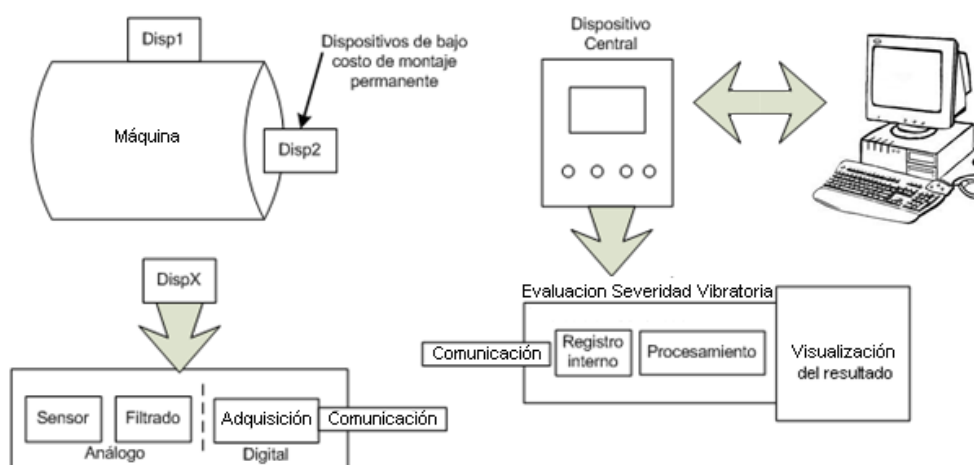 Disp1
Dispositivos de bajo
costo de montaje
permanente
Máquina
Disp2
Dispositivo
Central
DispX
Sensor
Filtrado
Adquisición
Comunicación
Análogo
Digital
Evaluacion Severidad Vibratoria
Comunicación
Registro
interno
Procesamiento
Visualización
del resultado